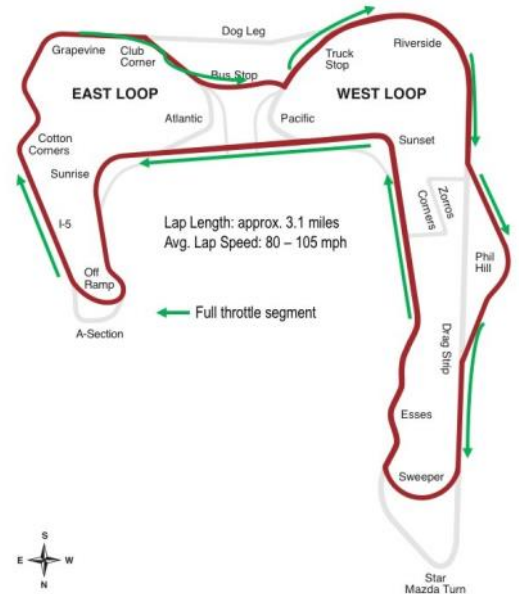 Dog Leg
Grapevine
Club
Corner
Bus Stop
Truck
Stop
Riverside
EAST LOOP
WEST LOOP
Atlantic
Pacific
Cotton
Corners
Sunset
Sunrise
Zorros
Corners
I-5
Lap Length: approx. 3.1 miles
Avg. Lap Speed: 80 – 105 mph
Phil
Hill
Off
Ramp
Full throttle segment
A-Section
Drag Strip
Esses
Sweeper
S
E W
N
Star
Mazda Turn